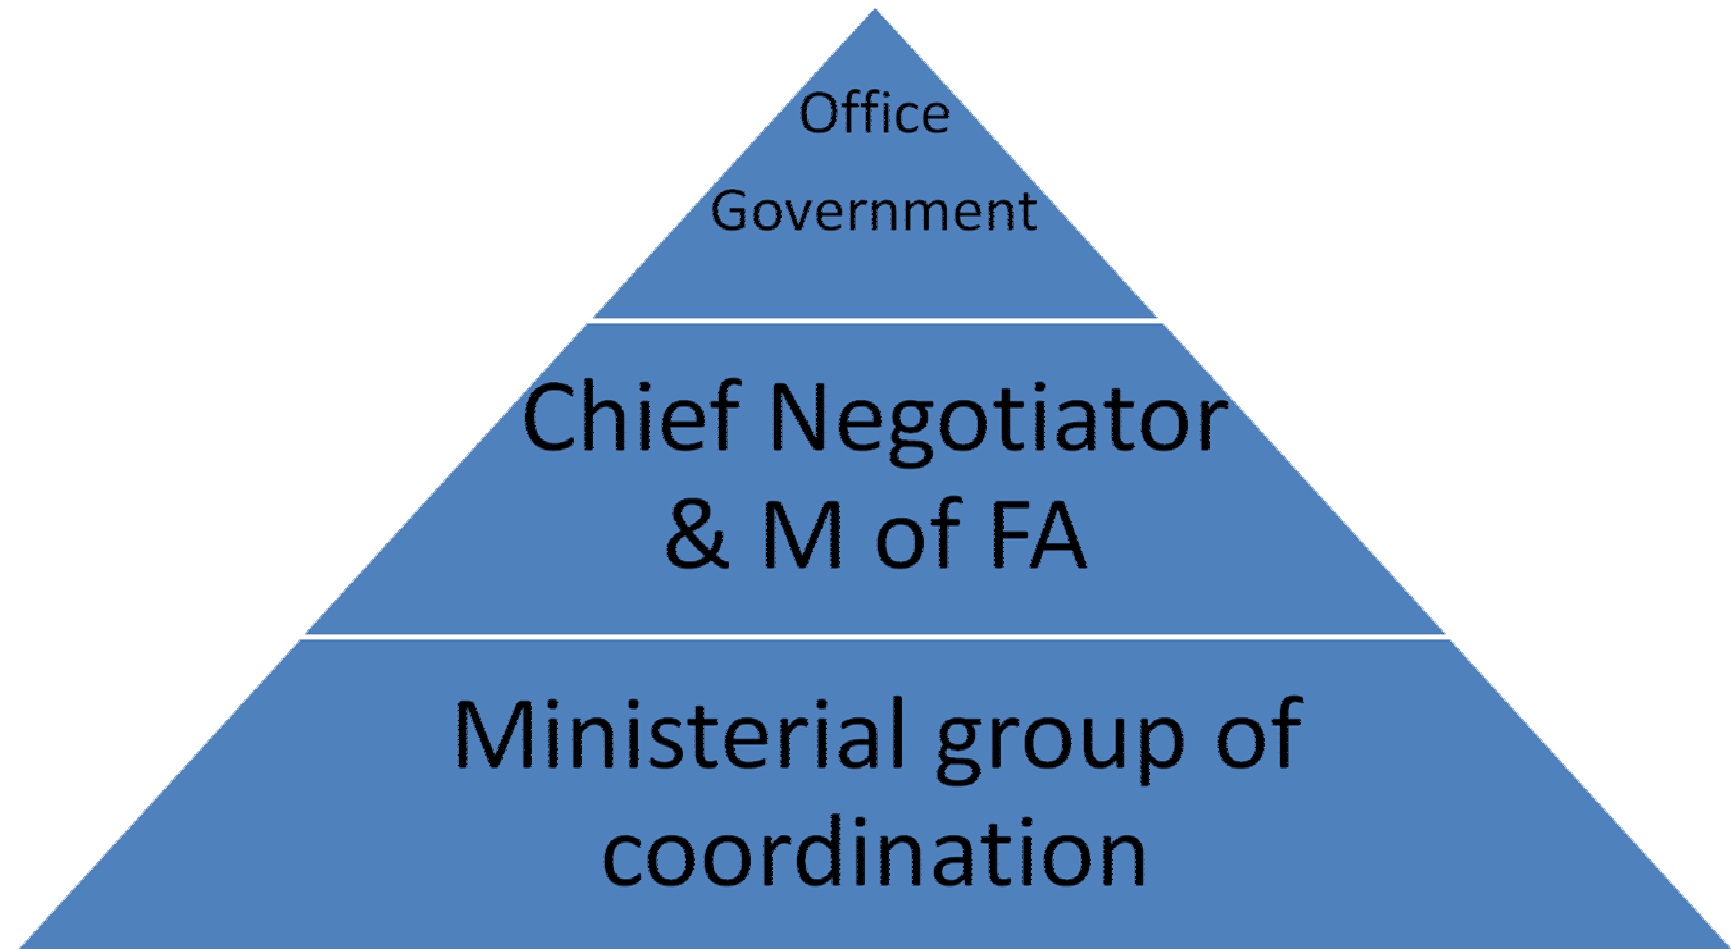 Office
Government
Chief Negotiator
& M of FA
Ministerial group of
coordination